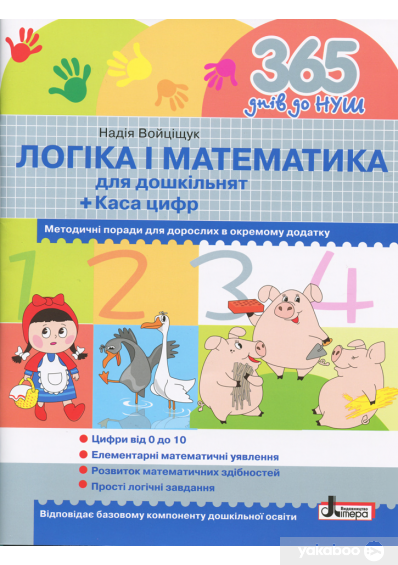 365
днів до НУШ
Надія Войціщук
ЛОГІКА І МАТЕМАТИКА
для дошкільнят
+ Каса цифр
Методичні поради для дорослих в окремому додатку
1 2 3 4
Цифри від 0 до 10
Елементарні математичні уявлення
Розвиток математичних здібностей
Прості логічні завдання
Відповідає базовому компоненту дошкільної освіти
Видавництво
Літера
yakaboo